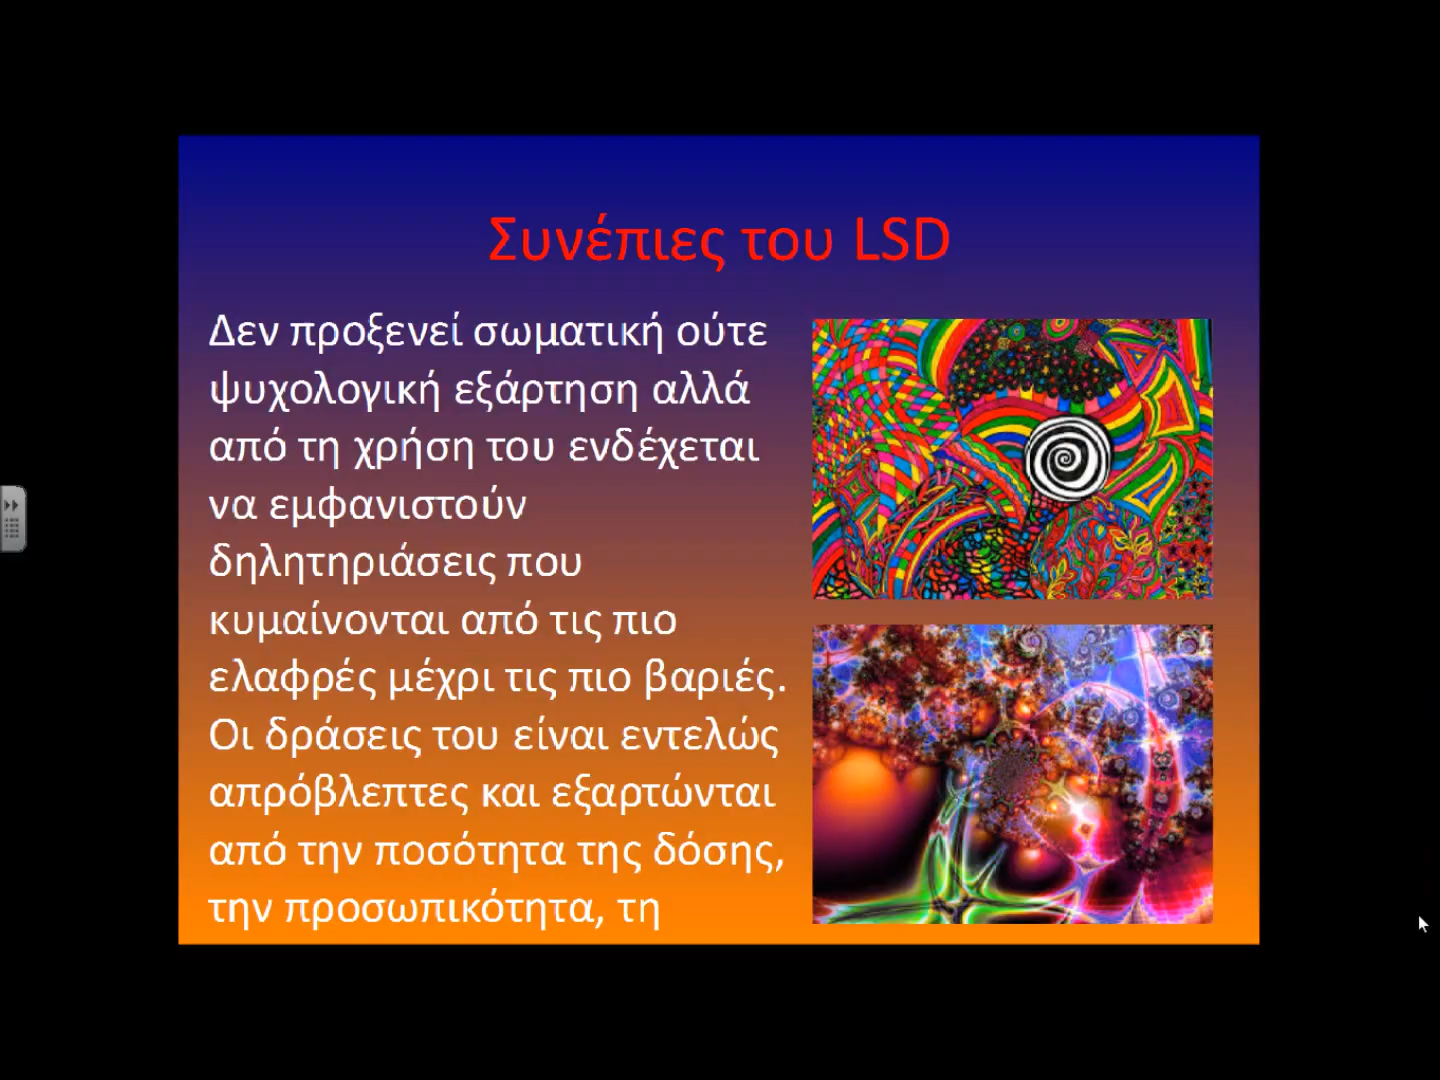 Συνέπιες του LSD
Δεν προξενεί σωματική ούτε
ψυχολογική εξάρτηση αλλά
από τη χρήση του ενδέχεται
να εμφανιστούν
δηλητηριάσεις που
κυμαίνονται από τις πιο
ελαφρές μέχρι τις πιο βαριές.
Οι δράσεις του είναι εντελώς
απρόβλεπτες και εξαρτώνται
από την ποσότητα της δόσης,
την προσωπικότητα, τη